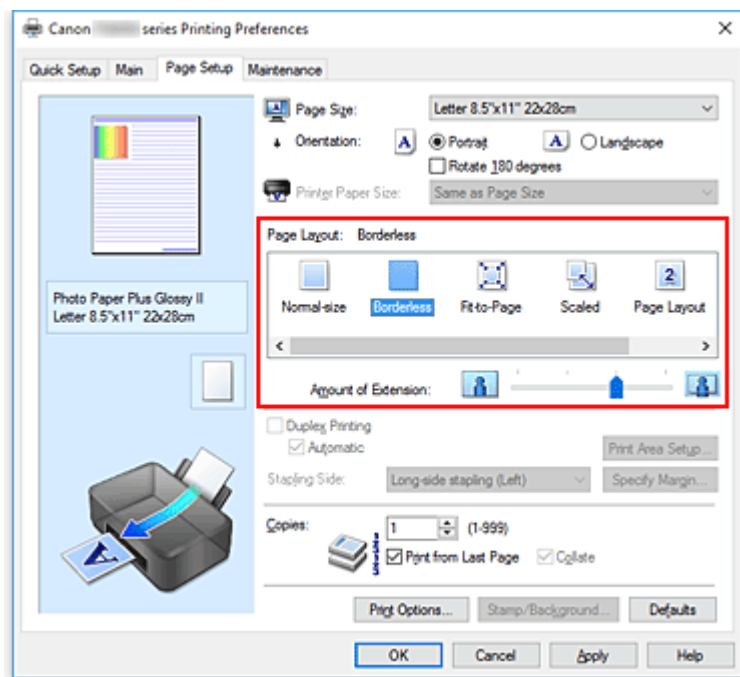 Canon series Printing Preferences
Quick Setup Main Page Setup Maintenance
Page Size: Letter 8.5"x11" 22x28cm
Orientation: A Portrait A Landscape
Rotate 180 degrees
Printer Paper Size: Same as Page Size
Page Layout: Borderless
2
Normal-size Borderless Fit-to-Page Scaled Page Layout
Photo Paper Plus Glossy II
Letter 8.5"x11" 22x28cm
Amount of Extension:
Duplex Printing
Automatic Print Area Setup...
Stapling Side: Long-side stapling (Left) Specify Margin...
Copies: 1 (1-999)
Print from Last Page Collate
A
Print Options... Stamp/Background... Defaults
OK Cancel Apply Help